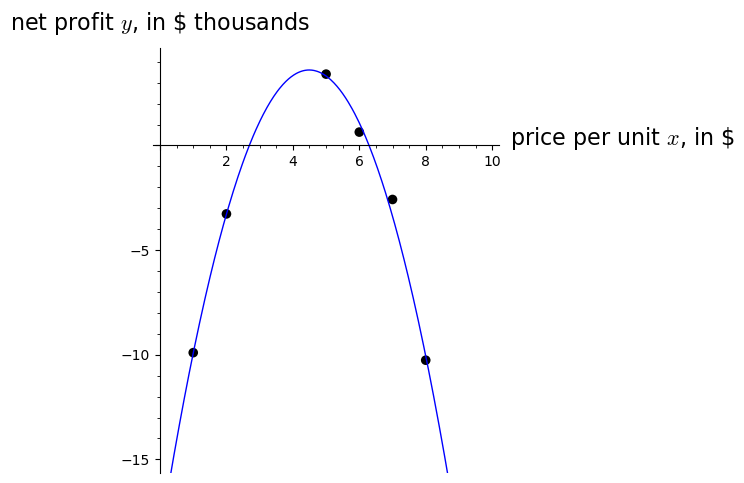 net profit y, in $ thousands
price per unit x, in $
2 4 6 8 10
−5
−10
−15